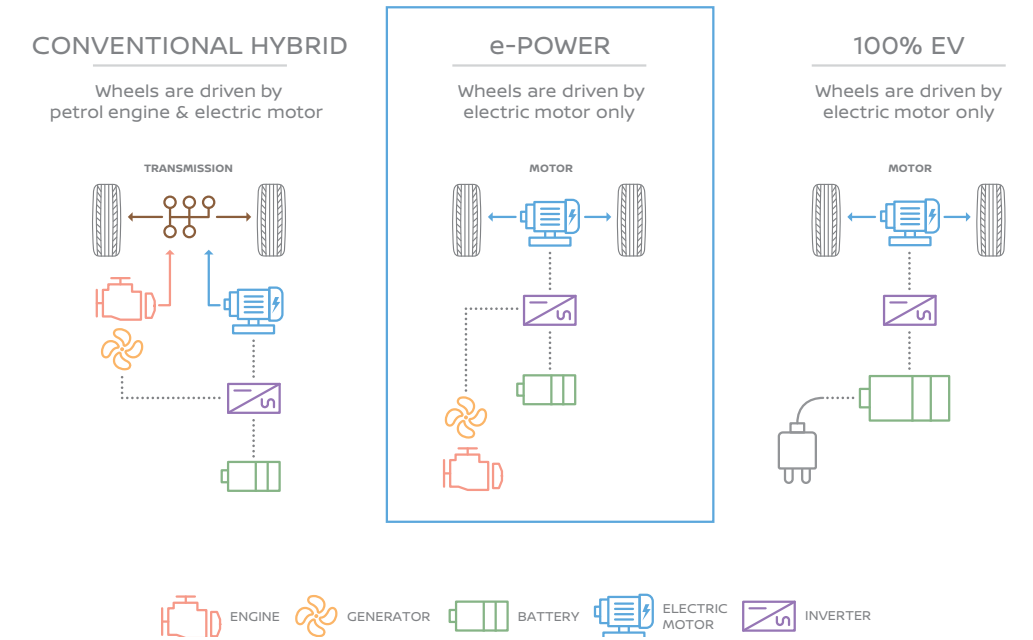 CONVENTIONAL HYBRID
Wheels are driven by
petrol engine & electric motor
TRANSMISSION
e-POWER
Wheels are driven by
electric motor only
MOTOR
100% EV
Wheels are driven by
electric motor only
MOTOR
ENGINE
GENERATOR
BATTERY
ELECTRIC
MOTOR
INVERTER